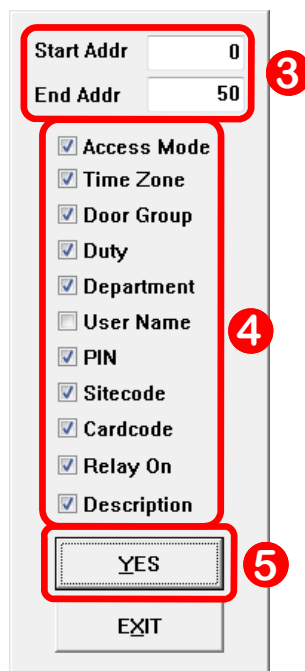 Start Addr 0
3
End Addr 50
Access Mode
Time Zone
Door Group
Duty
Department
User Name
4
PIN
Sitecode
Cardcode
Relay On
Description
YES
5
EXIT